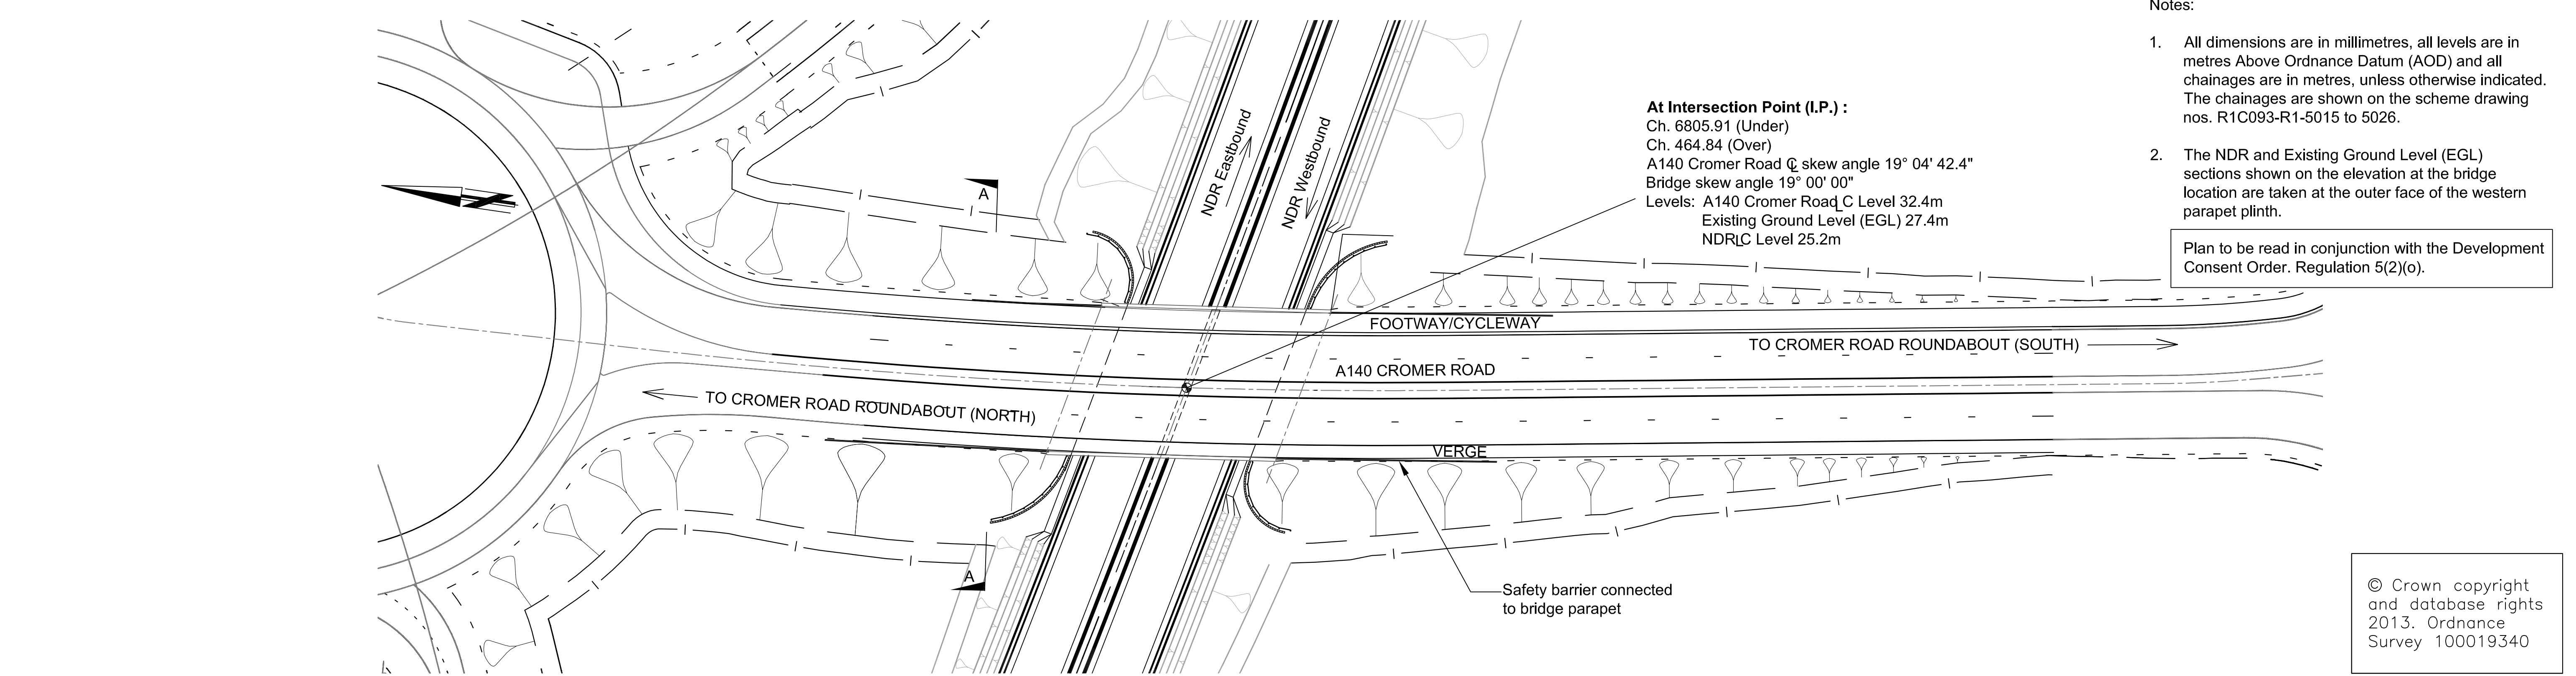 Notes:
1. All dimensions are in millimetres, all levels are in
metres Above Ordnance Datum (AOD) and all
chainages are in metres, unless otherwise indicated.
The chainages are shown on the scheme drawing
nos. R1C093-R1-5015 to 5026.
2. The NDR and Existing Ground Level (EGL)
sections shown on the elevation at the bridge
location are taken at the outer face of the western
parapet plinth.
Plan to be read in conjunction with the Development
Consent Order. Regulation 5(2)(o).
At Intersection Point (I.P.) :
Ch. 6805.91 (Under)
Ch. 464.84 (Over)
A140 Cromer Road ℄ skew angle 19° 04' 42.4"
Bridge skew angle 19° 00' 00"
Levels: A140 Cromer Road LC Level 32.4m
Existing Ground Level (EGL) 27.4m
NDR LC Level 25.2m
NDR Eastbound
NDR Westbound
A
FOOTWAY/CYCLEWAY
TO CROMER ROAD ROUNDABOUT (SOUTH)
A140 CROMER ROAD
TO CROMER ROAD ROUNDABOUT (NORTH)
VERGE
A
Safety barrier connected
to bridge parapet
© Crown copyright
and database rights
2013. Ordnance
Survey 100019340